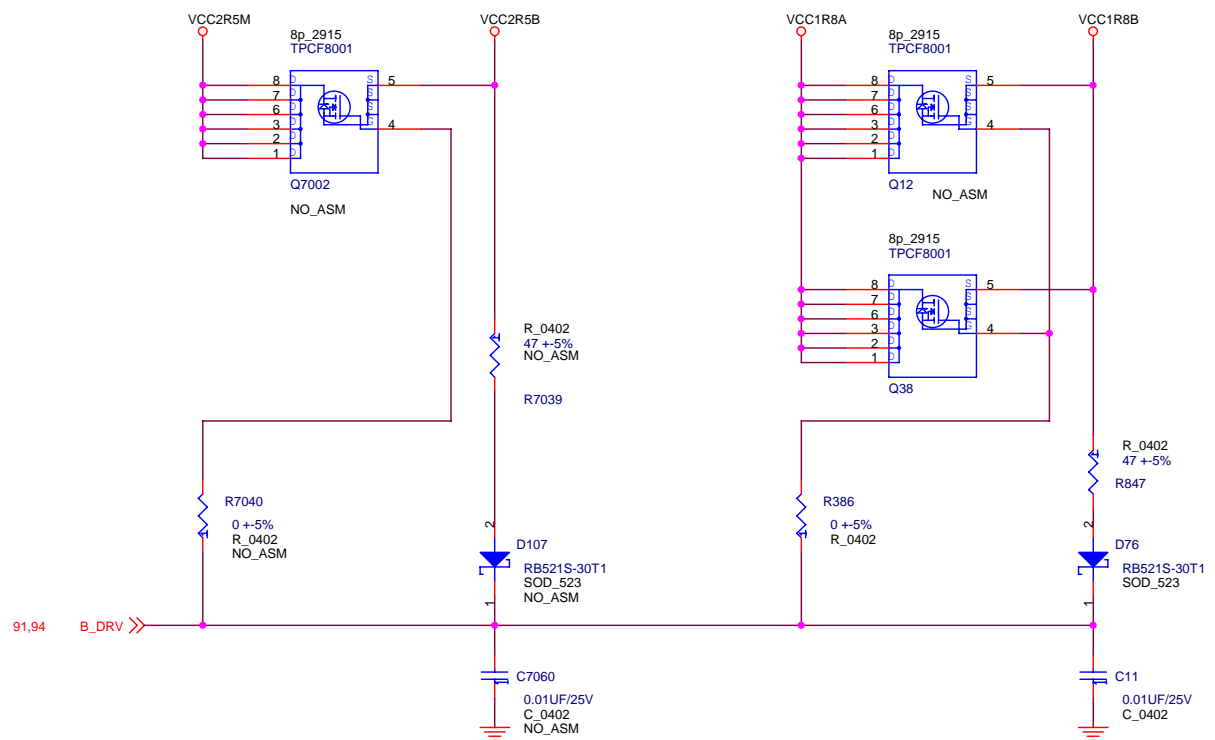 VCC2R5M
VCC2R5B
VCC1R8A
VCC1R8B
8p_2915
TPCF8001
8
7
6
3
2
1
D
D
D
D
D
D
S
S
S
G
5
4
Q7002
NO_ASM
8p_2915
TPCF8001
8
7
6
3
2
1
D
D
D
D
D
D
S
S
S
G
5
4
Q12
NO_ASM
8p_2915
TPCF8001
8
7
6
3
2
1
D
D
D
D
D
D
S
S
S
G
5
4
Q38
R_0402
47 +-5%
NO_ASM
R7039
R_0402
47 +-5%
R847
R7040
0 +-5%
R_0402
NO_ASM
2
D107
RB521S-30T1
SOD_523
NO_ASM
1
R386
0 +-5%
R_0402
2
D76
RB521S-30T1
SOD_523
1
91,94 B_DRV
C7060
0.01UF/25V
C_0402
NO_ASM
C11
0.01UF/25V
C_0402